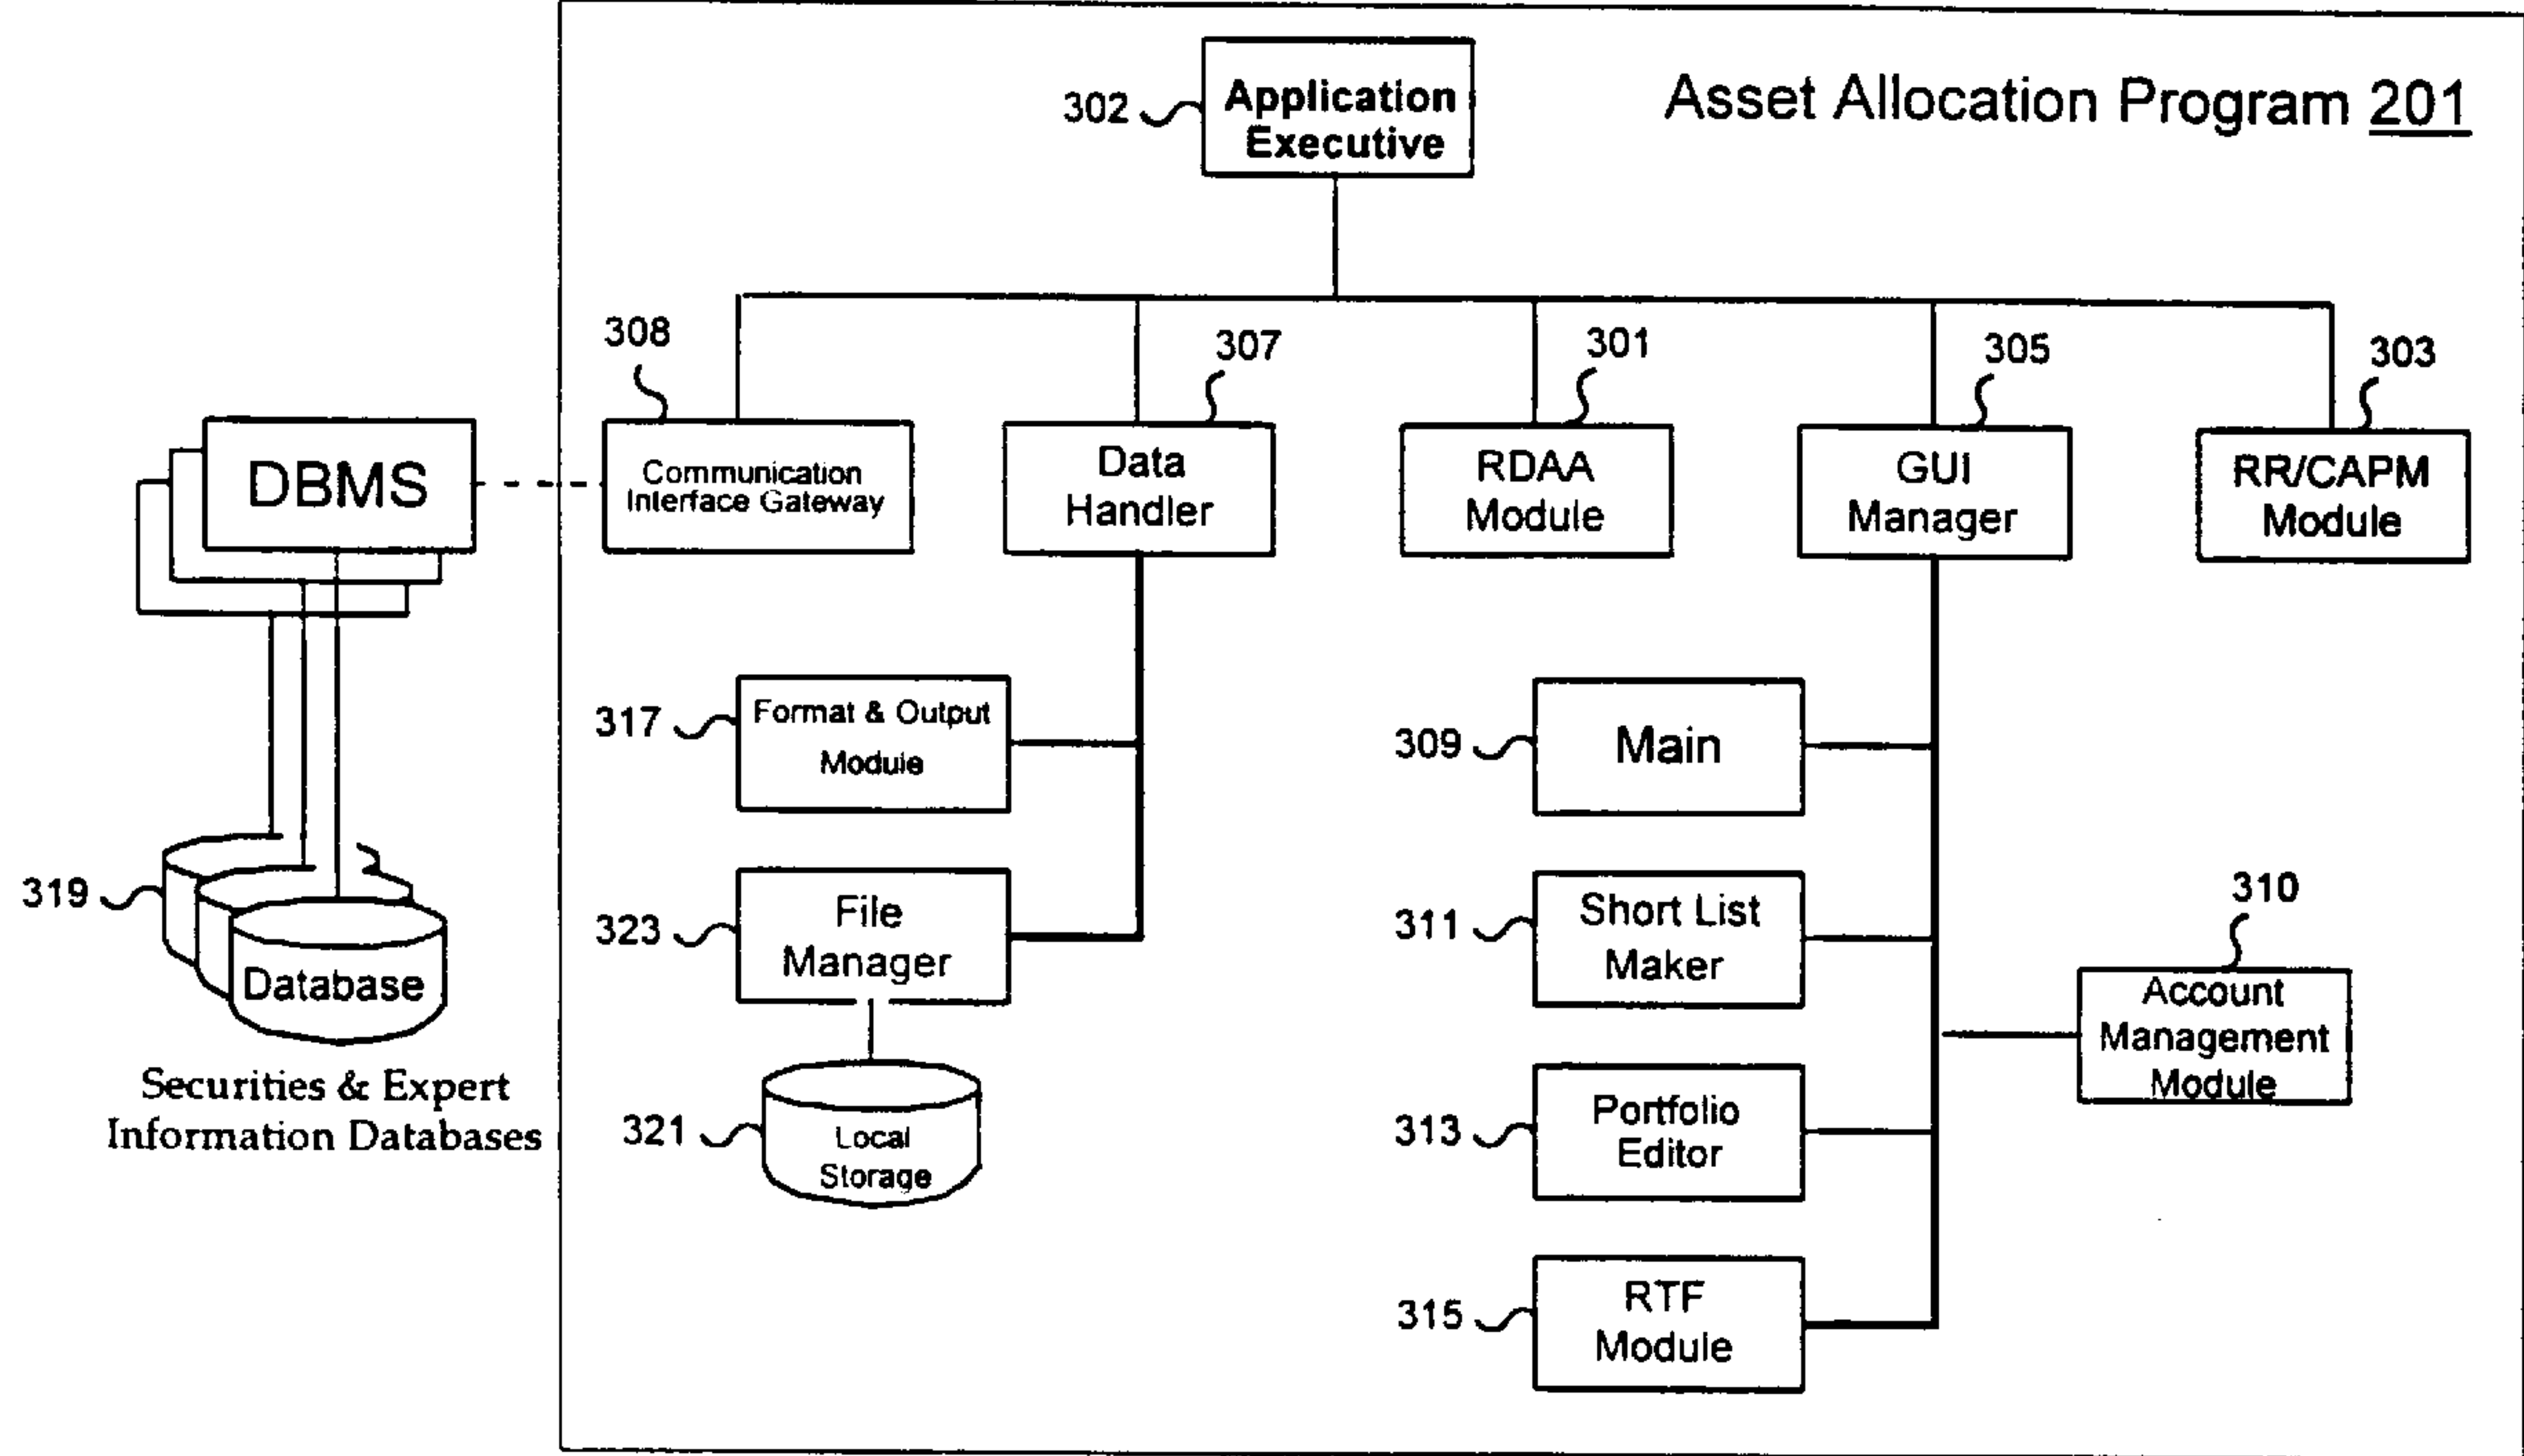 Asset Allocation Program 201
302
Application
Executive
308
307
301
305
303
DBMS
Communication
Interface Gateway
Data
Handler
RDAA
Module
GUI
Manager
RR/CAPM
Module
317
Format & Output
Module
309
Main
319
Database
Securities & Expert
Information Databases
323
File
Manager
311
Short List
Maker
310
Account
Management
Module
321
Local
Storage
313
Portfolio
Editor
315
RTF
Module